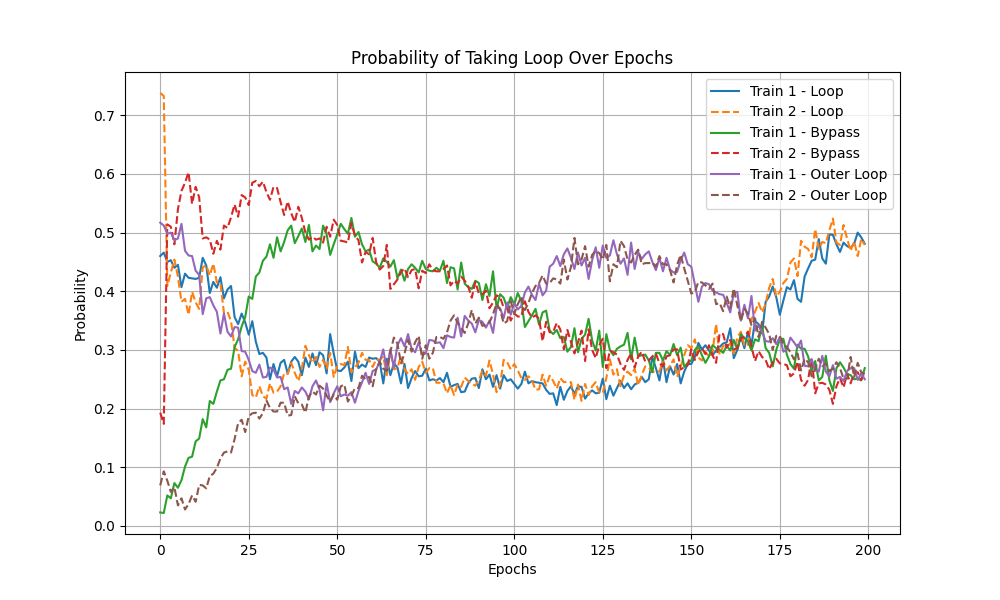 Probability of Taking Loop Over Epochs
Train 1 - Loop
Train 2 - Loop
Train 1 - Bypass
Train 2 - Bypass
Train 1 - Outer Loop
Train 2 - Outer Loop
Probability
0.7
0.6
0.5
0.4
0.3
0.2
0.1
0.0
0 25 50 75 100 125 150 175 200
Epochs